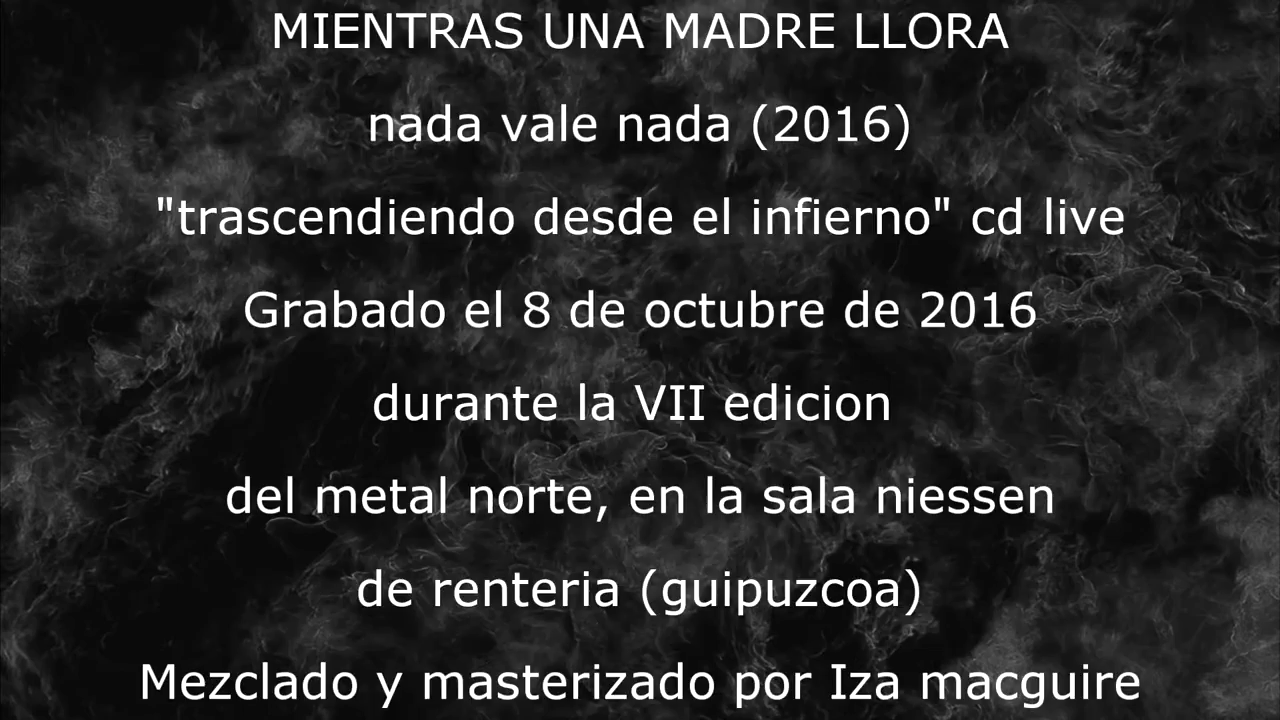 MIENTRAS UNA MADRE LLORA
nada vale nada (2016)
"trascendiendo desde el infierno" cd live
Grabado el 8 de octubre de 2016
durante la VII edicion
del metal norte, en la sala niessen
de renteria (guipuzcoa)
Mezclado y masterizado por Iza macguire